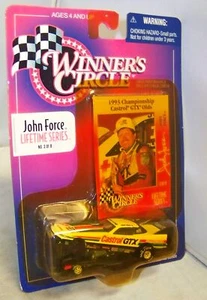 AGES 4 AND UP
WARNING:
CHOKING HAZARD-Small parts.
Not for children under 3 years.
WINNER'S
CIRCLE
John Force
LIFETIME SERIES
1993 Championship
Castrol GTX Olds
WINNER'S
CIRCLE
Castrol GTX